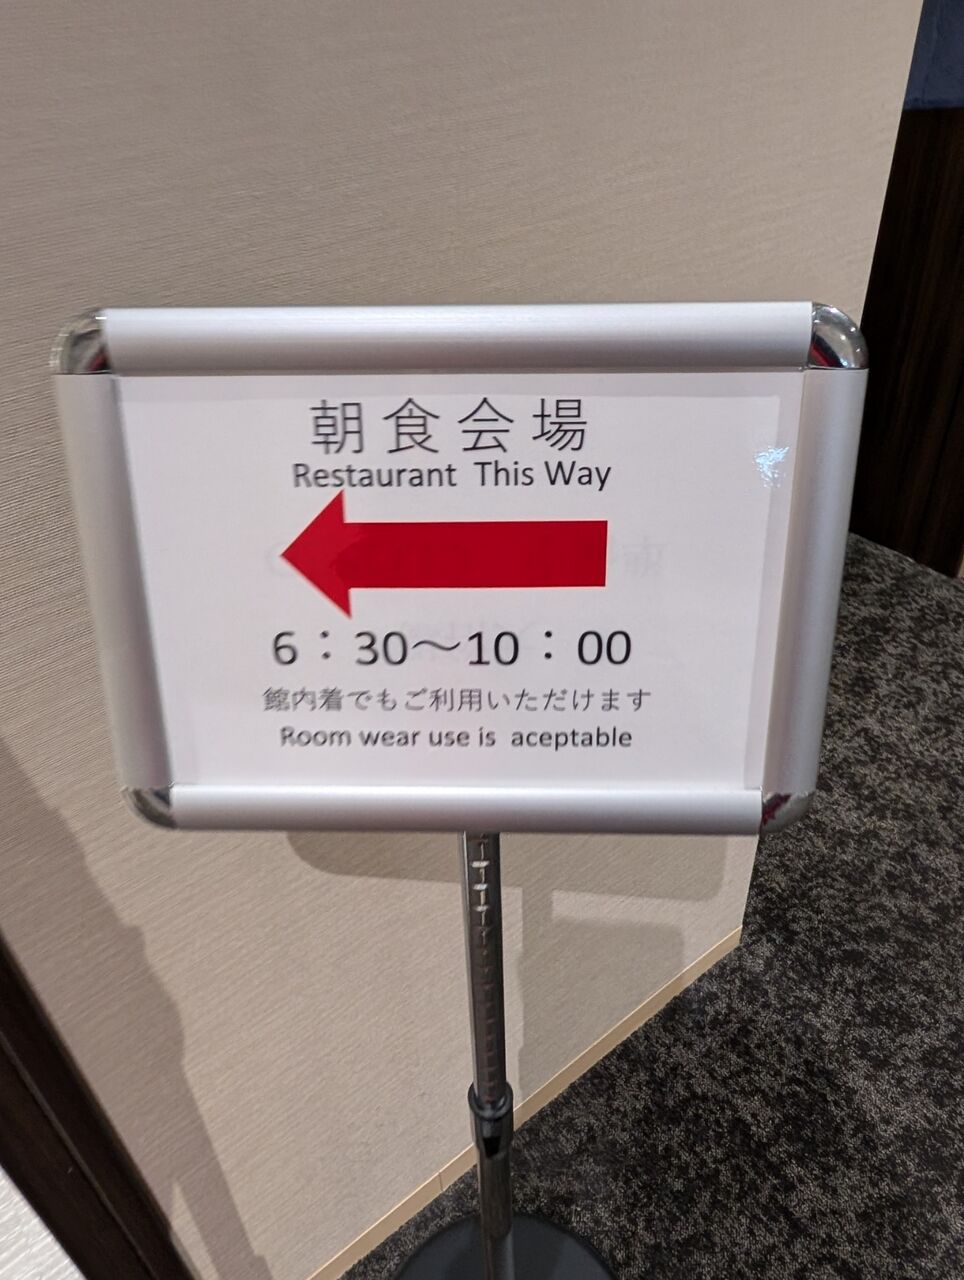 朝食会場
Restaurant This Way
6：30～10：00
館内着でもご利用いただけます
Room wear use is aceptable